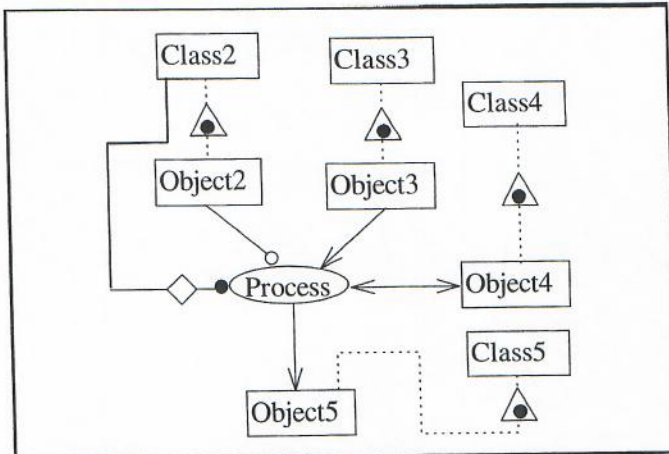 Class2
Class3
Class4
Object2
Object3
Process
Object4
Class5
Object5